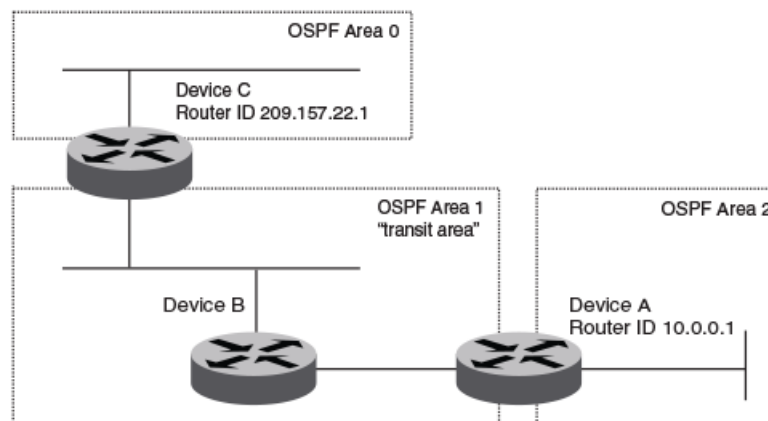 OSPF Area 0
Device C
Router ID 209.157.22.1
OSPF Area 1
"transit area"
OSPF Area 2
Device B
Device A
Router ID 10.0.0.1